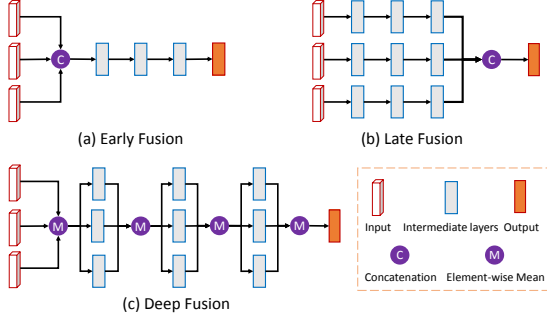 C
C
(a) Early Fusion
(b) Late Fusion
M
M
M
M
(c) Deep Fusion
Input
Intermediate layers
Output
C
M
Concatenation
Element-wise Mean